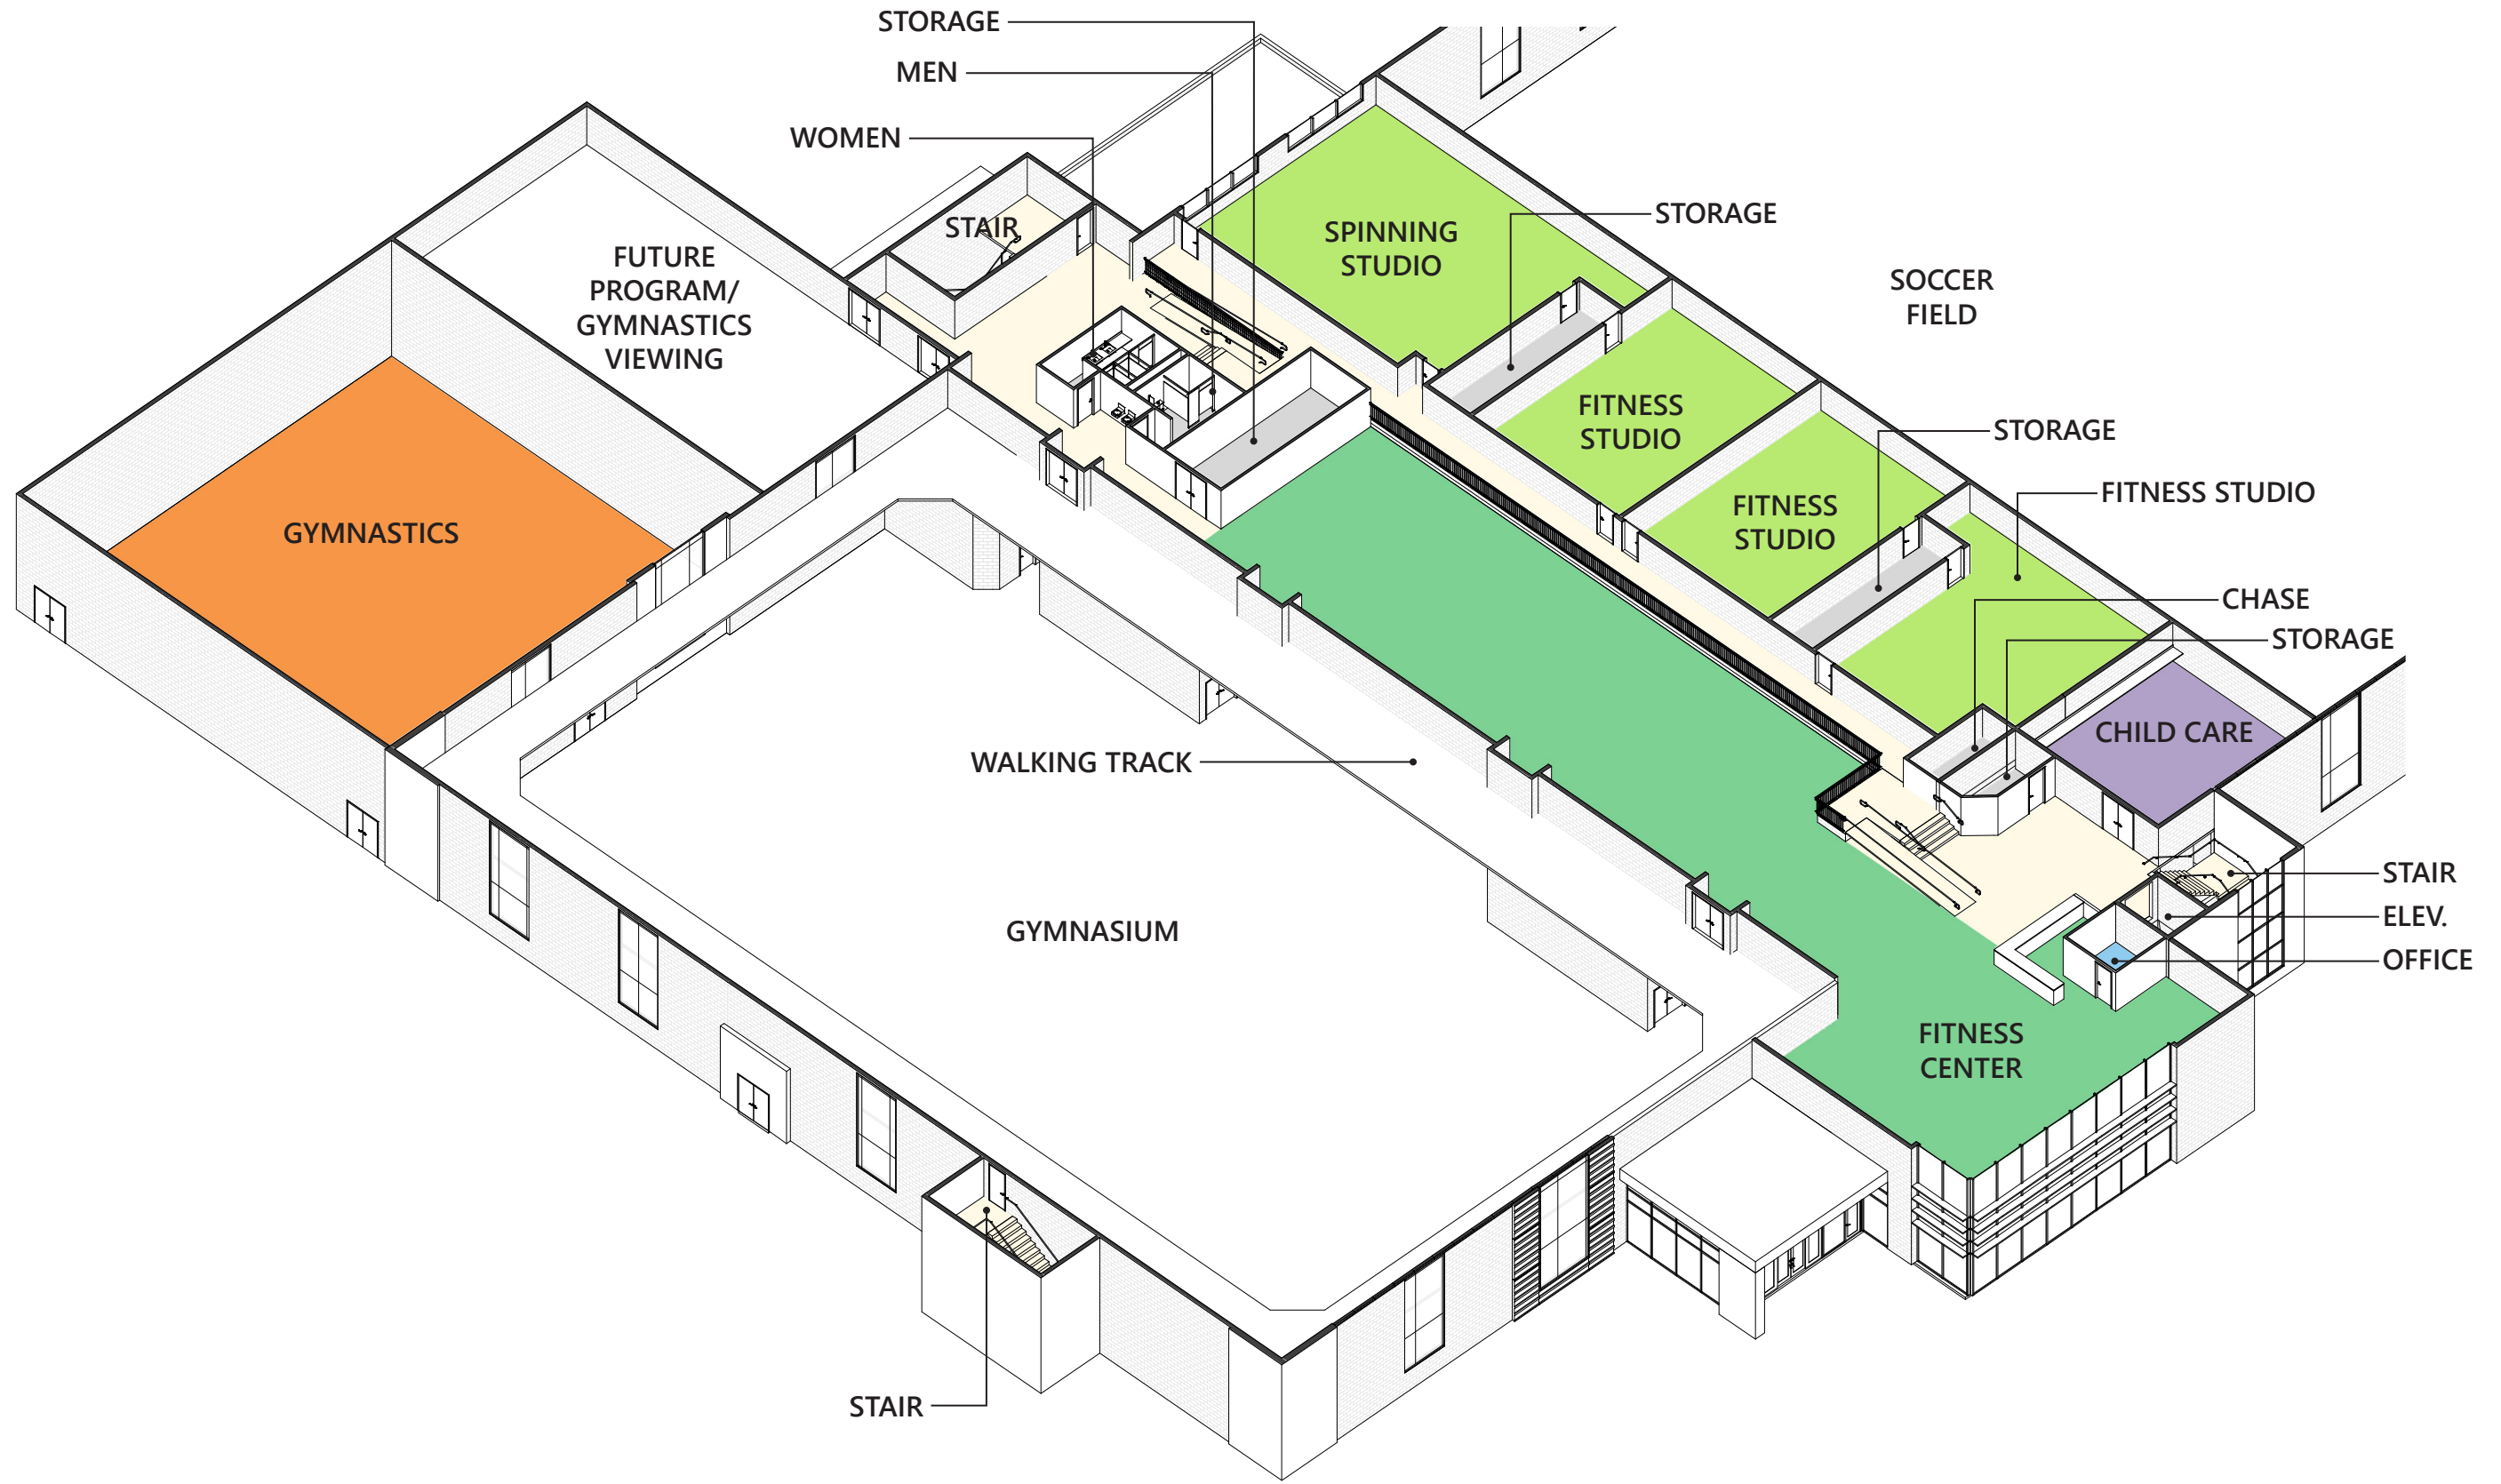 STORAGE
MEN
WOMEN
STAIR
SPINNING
STUDIO
STORAGE
FUTURE
PROGRAM/
GYMNASTICS
VIEWING
SOCCER
FIELD
FITNESS
STUDIO
STORAGE
FITNESS STUDIO
FITNESS
STUDIO
GYMNASTICS
CHASE
STORAGE
CHILD CARE
WALKING TRACK
STAIR
ELEV.
OFFICE
GYMNASIUM
FITNESS
CENTER
STAIR